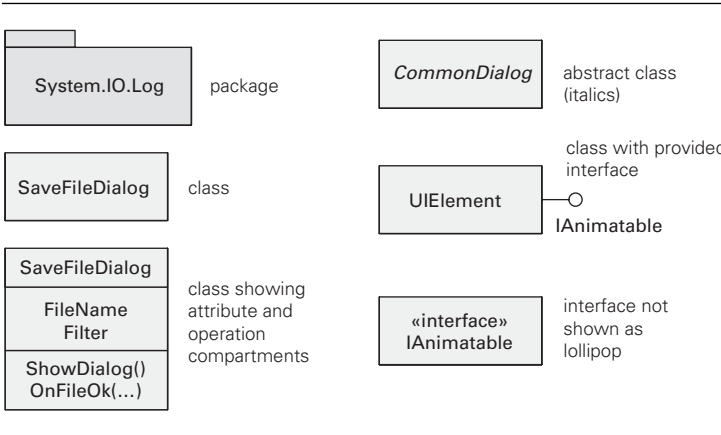 System.IO.Log
package
SaveFileDialog
class
SaveFileDialog
FileName
Filter
ShowDialog()
OnFileOk(...)
class showing
attribute and
operation
compartments
CommonDialog
abstract class
(italics)
class with provided
interface
UIElement
IAnimatable
«interface»
IAnimatable
interface not
shown as
lollipop